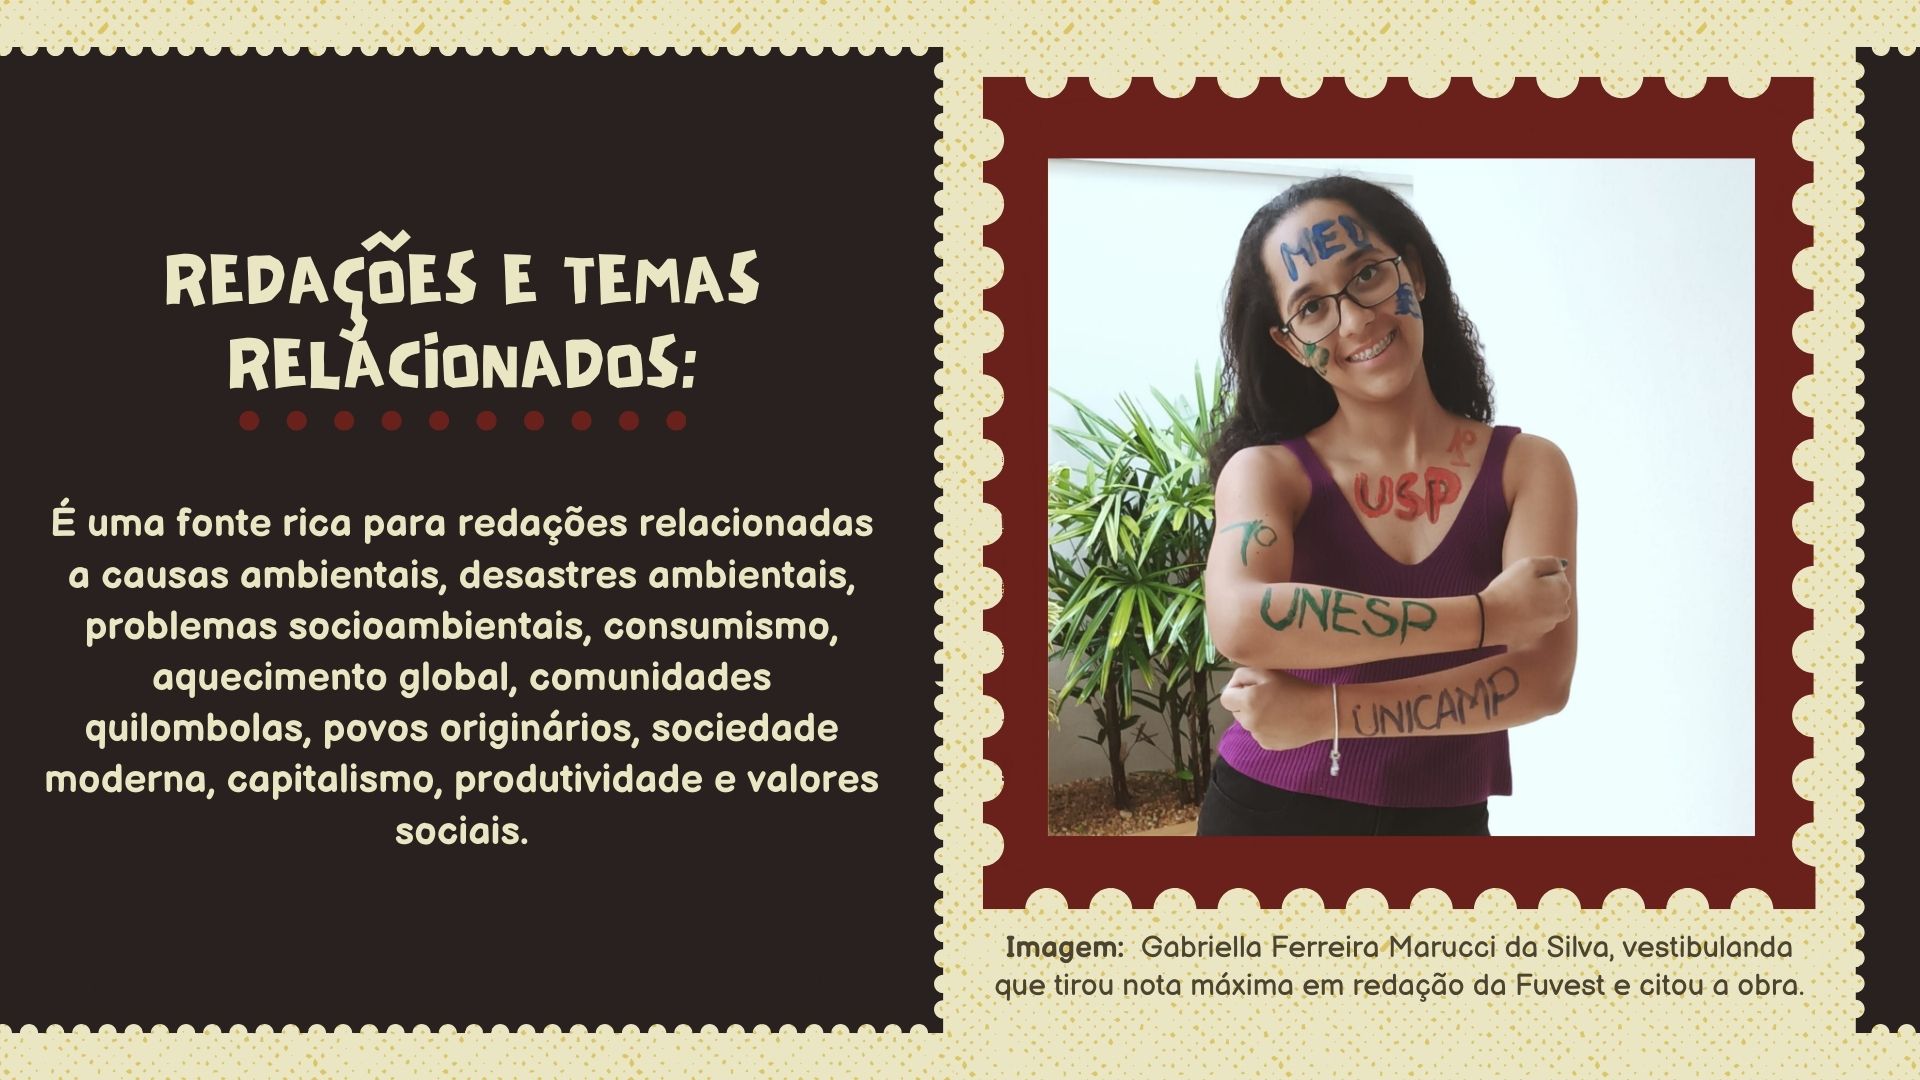 REDAÇÕES E TEMAS
RELACIONADOS:
É uma fonte rica para redações relacionadas
a causas ambientais, desastres ambientais,
problemas socioambientais, consumismo,
aquecimento global, comunidades
quilombolas, povos originários, sociedade
moderna, capitalismo, produtividade e valores
sociais.
MED
1º
USP
7º
UNESP
UNICAMP
Imagem: Gabriella Ferreira Marucci da Silva, vestibulanda
que tirou nota máxima em redação da Fuvest e citou a obra.